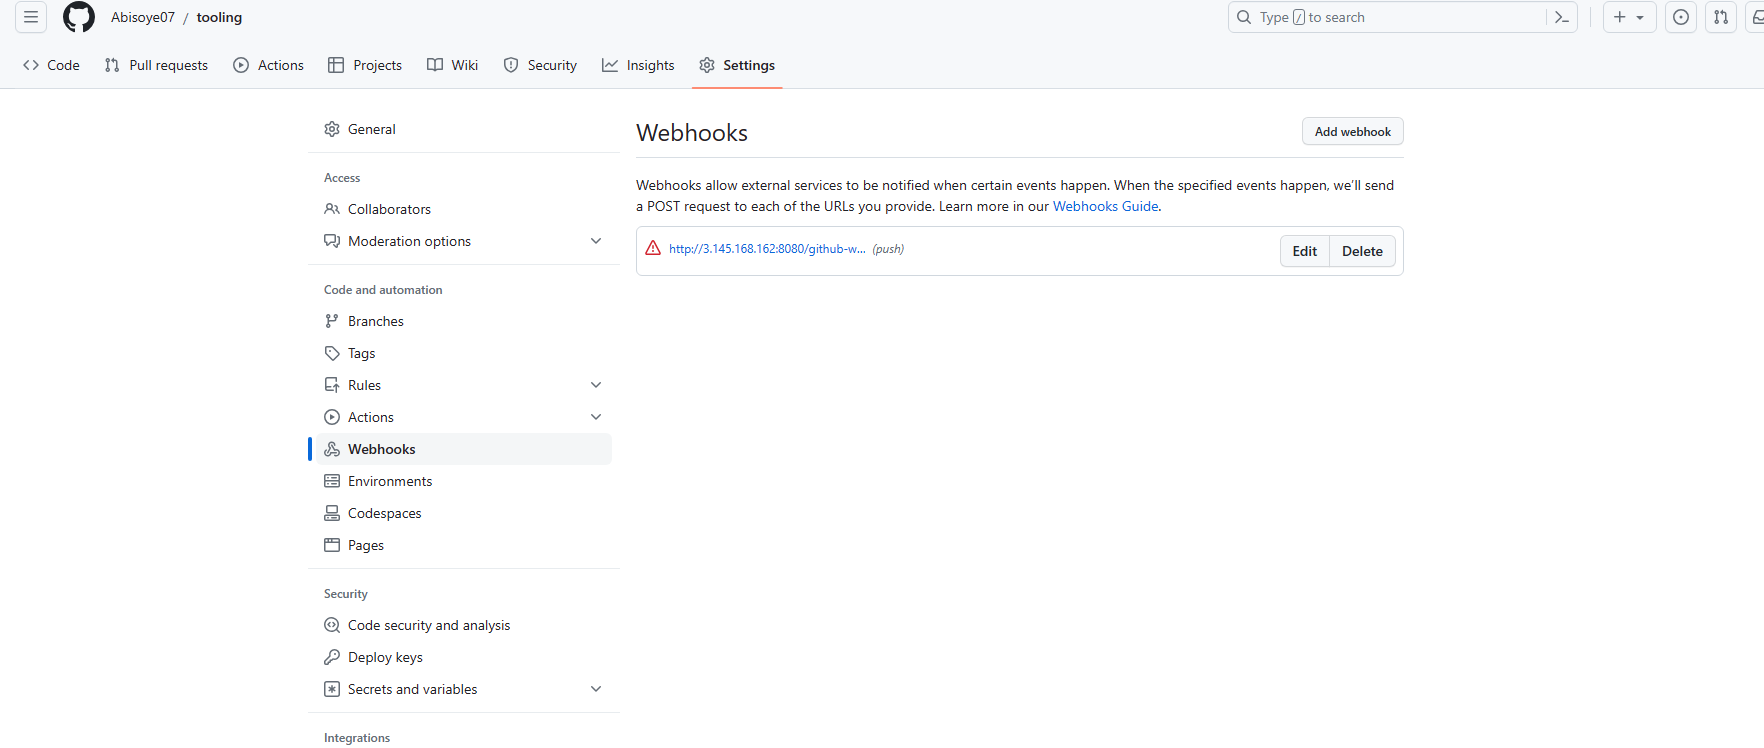 Abisoye07 / tooling
Type / to search
Code
Pull requests
Actions
Projects
Wiki
Security
Insights
Settings
General
Access
Collaborators
Moderation options
Code and automation
Branches
Tags
Rules
Actions
Webhooks
Environments
Codespaces
Pages
Security
Code security and analysis
Deploy keys
Secrets and variables
Integrations
Webhooks
Add webhook
Webhooks allow external services to be notified when certain events happen. When the specified events happen, we'll send
a POST request to each of the URLs you provide. Learn more in our Webhooks Guide.
http://3.145.168.162:8080/github-w... (push)
Edit
Delete